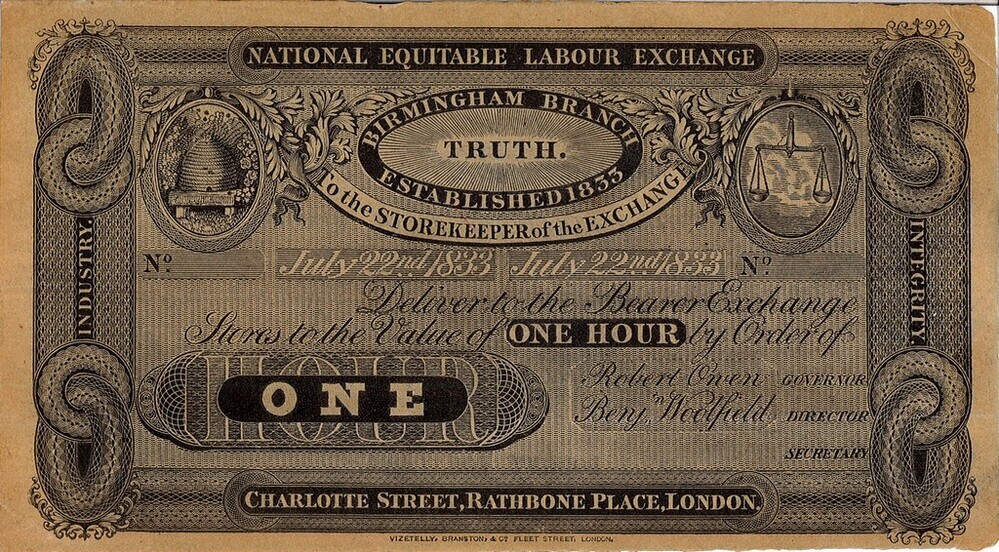 NATIONAL EQUITABLE LABOUR EXCHANGE
BIRMINGHAM BRANCH
TRUTH.
ESTABLISHED 1833
To the STOREKEEPER of the EXCHANGE
INDUSTRY.
INTEGRITY.
No. July 22nd 1833 July 22nd 1833 No.
Deliver to the Bearer Exchange
Stores to the Value of ONE HOUR by Order of
HOUR
ONE
Robert Owen GOVERNOR
Benj.n Woolfield DIRECTOR
SECRETARY
CHARLOTTE STREET, RATHBONE PLACE, LONDON.
VIZETELLY, BRANSTON, & Co. FLEET STREET, LONDON.